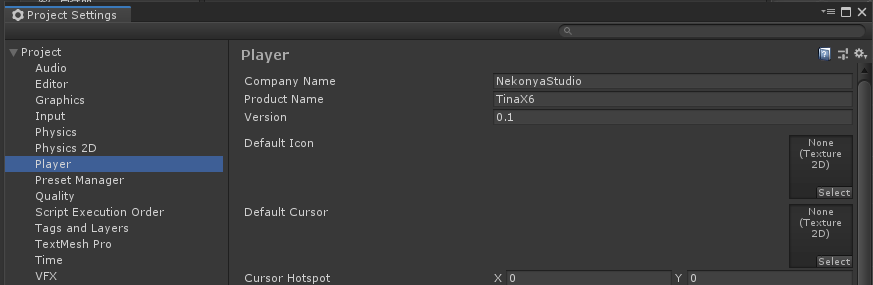 Project Settings
Project
Audio
Editor
Graphics
Input
Physics
Physics 2D
Player
Preset Manager
Quality
Script Execution Order
Tags and Layers
TextMesh Pro
Time
VFX
Player
Company Name NekonyaStudio
Product Name TinaX6
Version 0.1
Default Icon
None
(Texture
2D)
Select
Default Cursor
None
(Texture
2D)
Select
Cursor Hotspot X 0 Y 0